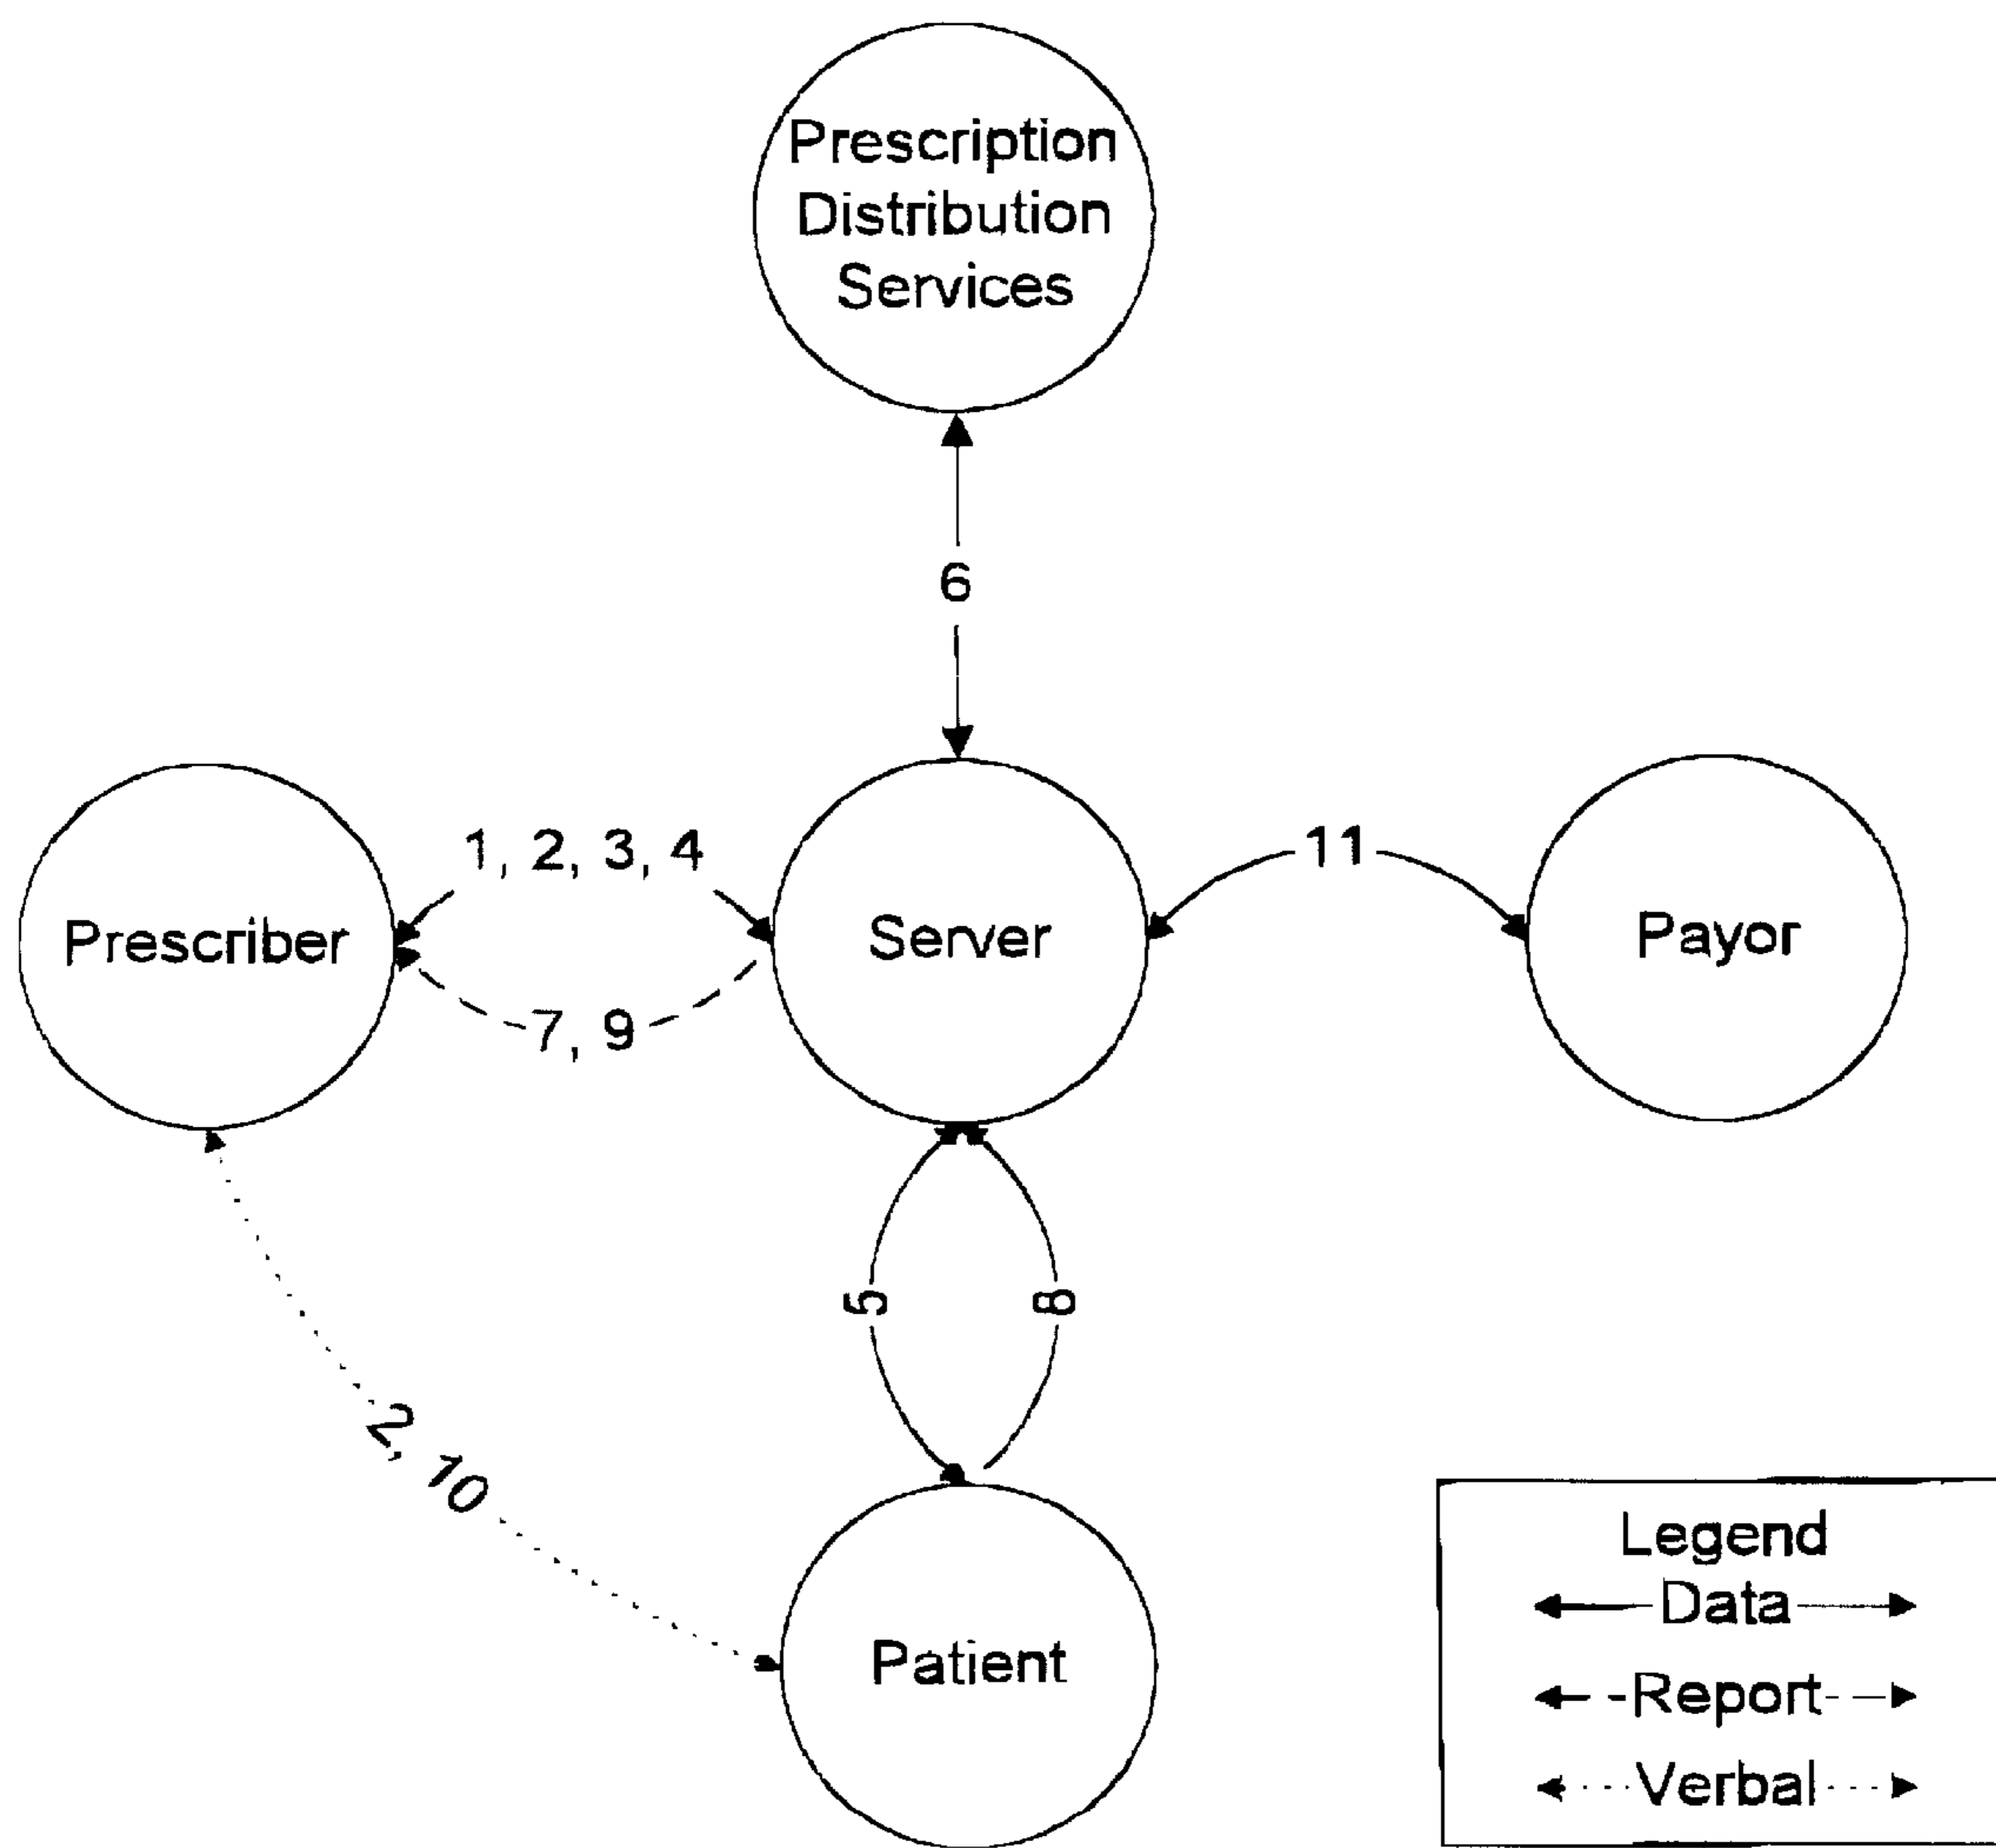 Prescription
Distribution
Services
6
1, 2, 3, 4
11
Prescriber
Server
Payor
7, 9
5
8
2, 10
Patient
Legend
Data
Report
Verbal